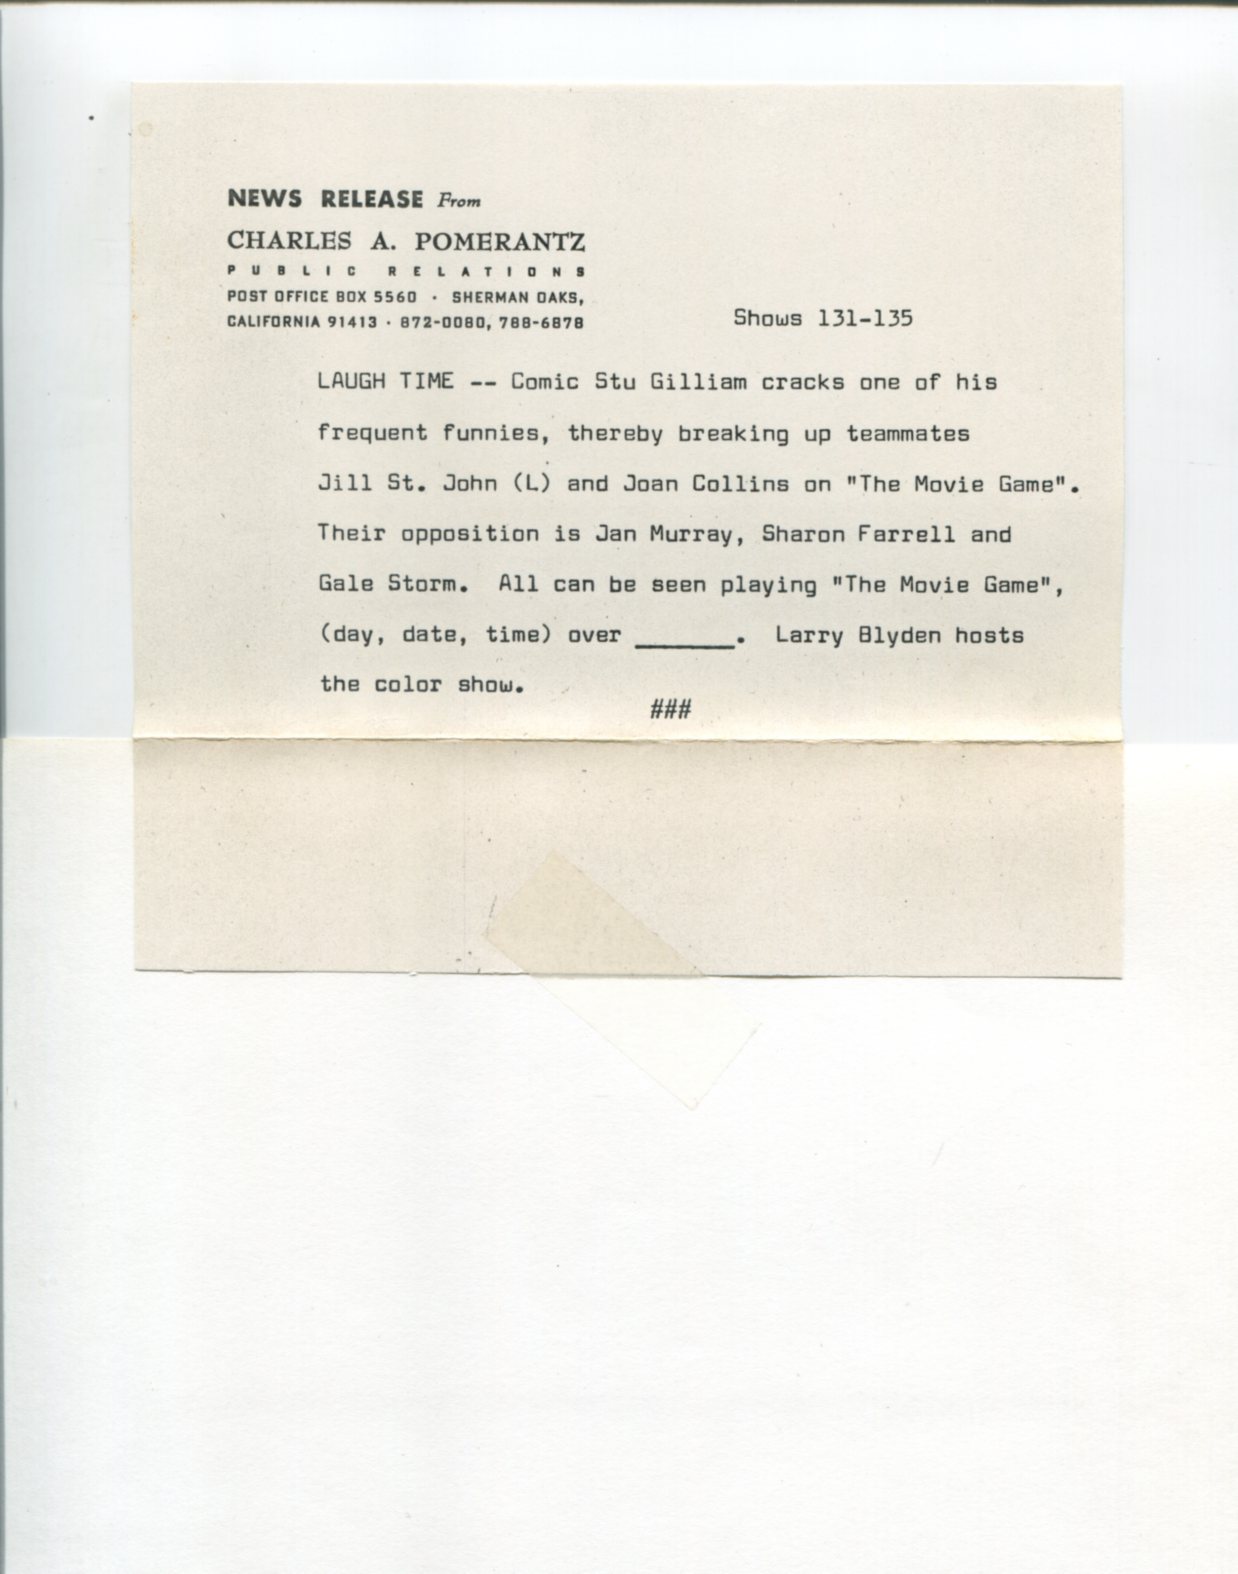 NEWS RELEASE From
CHARLES A. POMERANTZ
PUBLIC RELATIONS
POST OFFICE BOX 5560 · SHERMAN OAKS,
CALIFORNIA 91413 · 872-0080, 788-6878
Shows 131-135
LAUGH TIME -- Comic Stu Gilliam cracks one of his
frequent funnies, thereby breaking up teammates
Jill St. John (L) and Joan Collins on "The Movie Game".
Their opposition is Jan Murray, Sharon Farrell and
Gale Storm. All can be seen playing "The Movie Game",
(day, date, time) over _______. Larry Blyden hosts
the color show.
###